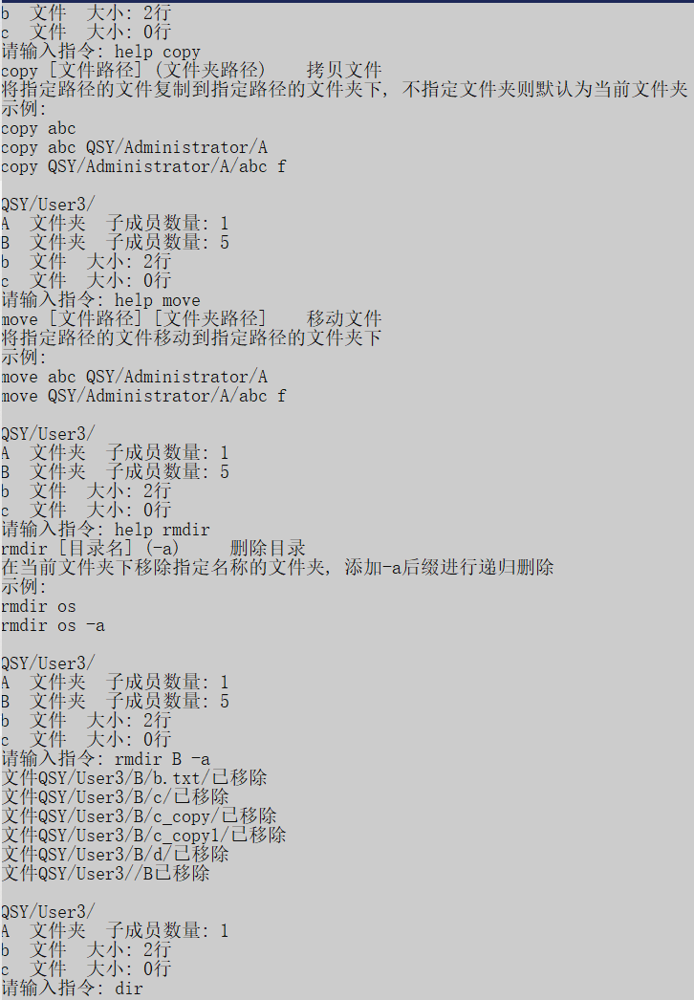 b  文件  大小: 2行
c  文件  大小: 0行
请输入指令: help copy
copy [文件路径] (文件夹路径)    拷贝文件
将指定路径的文件复制到指定路径的文件夹下, 不指定文件夹则默认为当前文件夹
示例:
copy abc
copy abc QSY/Administrator/A
copy QSY/Administrator/A/abc f

QSY/User3/
A  文件夹  子成员数量: 1
B  文件夹  子成员数量: 5
b  文件  大小: 2行
c  文件  大小: 0行
请输入指令: help move
move [文件路径] [文件夹路径]    移动文件
将指定路径的文件移动到指定路径的文件夹下
示例:
move abc QSY/Administrator/A
move QSY/Administrator/A/abc f

QSY/User3/
A  文件夹  子成员数量: 1
B  文件夹  子成员数量: 5
b  文件  大小: 2行
c  文件  大小: 0行
请输入指令: help rmdir
rmdir [目录名] (-a)     删除目录
在当前文件夹下移除指定名称的文件夹, 添加-a后缀进行递归删除
示例:
rmdir os
rmdir os -a

QSY/User3/
A  文件夹  子成员数量: 1
B  文件夹  子成员数量: 5
b  文件  大小: 2行
c  文件  大小: 0行
请输入指令: rmdir B -a
文件QSY/User3/B/b.txt/已移除
文件QSY/User3/B/c/已移除
文件QSY/User3/B/c_copy/已移除
文件QSY/User3/B/c_copy1/已移除
文件QSY/User3/B/d/已移除
文件QSY/User3//B已移除

QSY/User3/
A  文件夹  子成员数量: 1
b  文件  大小: 2行
c  文件  大小: 0行
请输入指令: dir